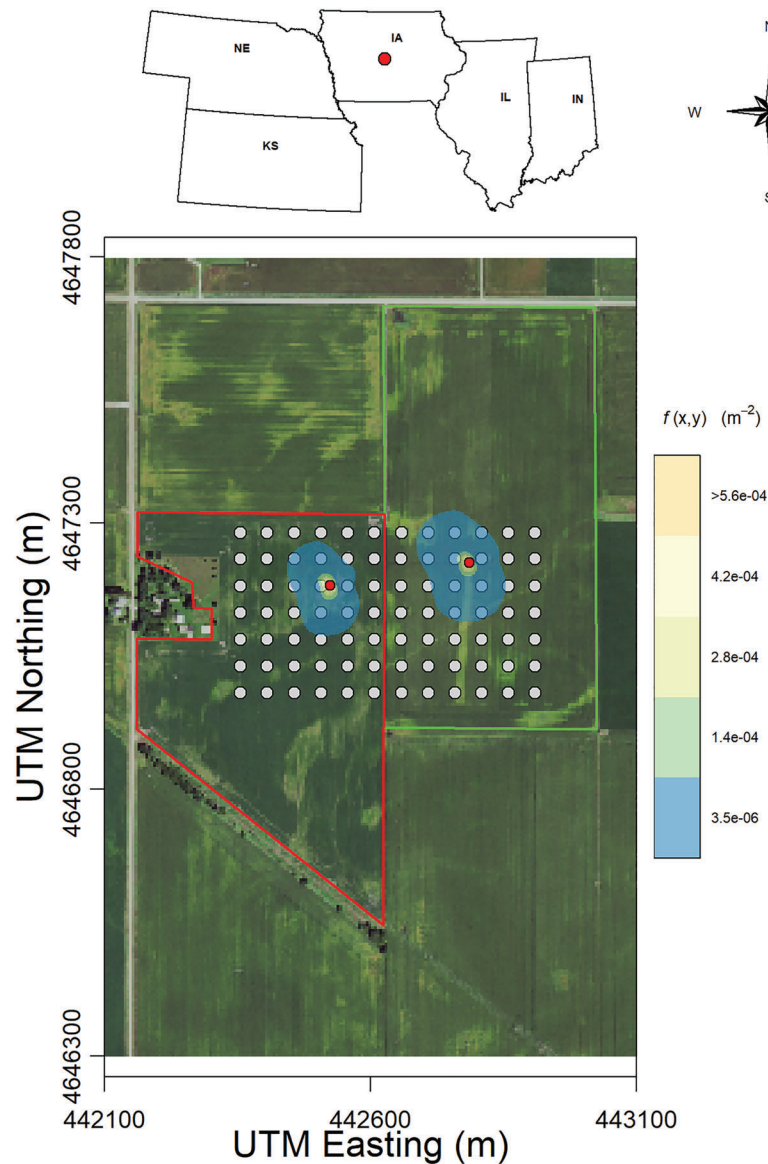 NE
IA
IL
IN
KS
N
W
S
4647800
4647300
4646800
4646300
UTM Northing (m)
442100
442600
443100
UTM Easting (m)
f (x,y) (m⁻²)
>5.6e-04
4.2e-04
2.8e-04
1.4e-04
3.5e-06